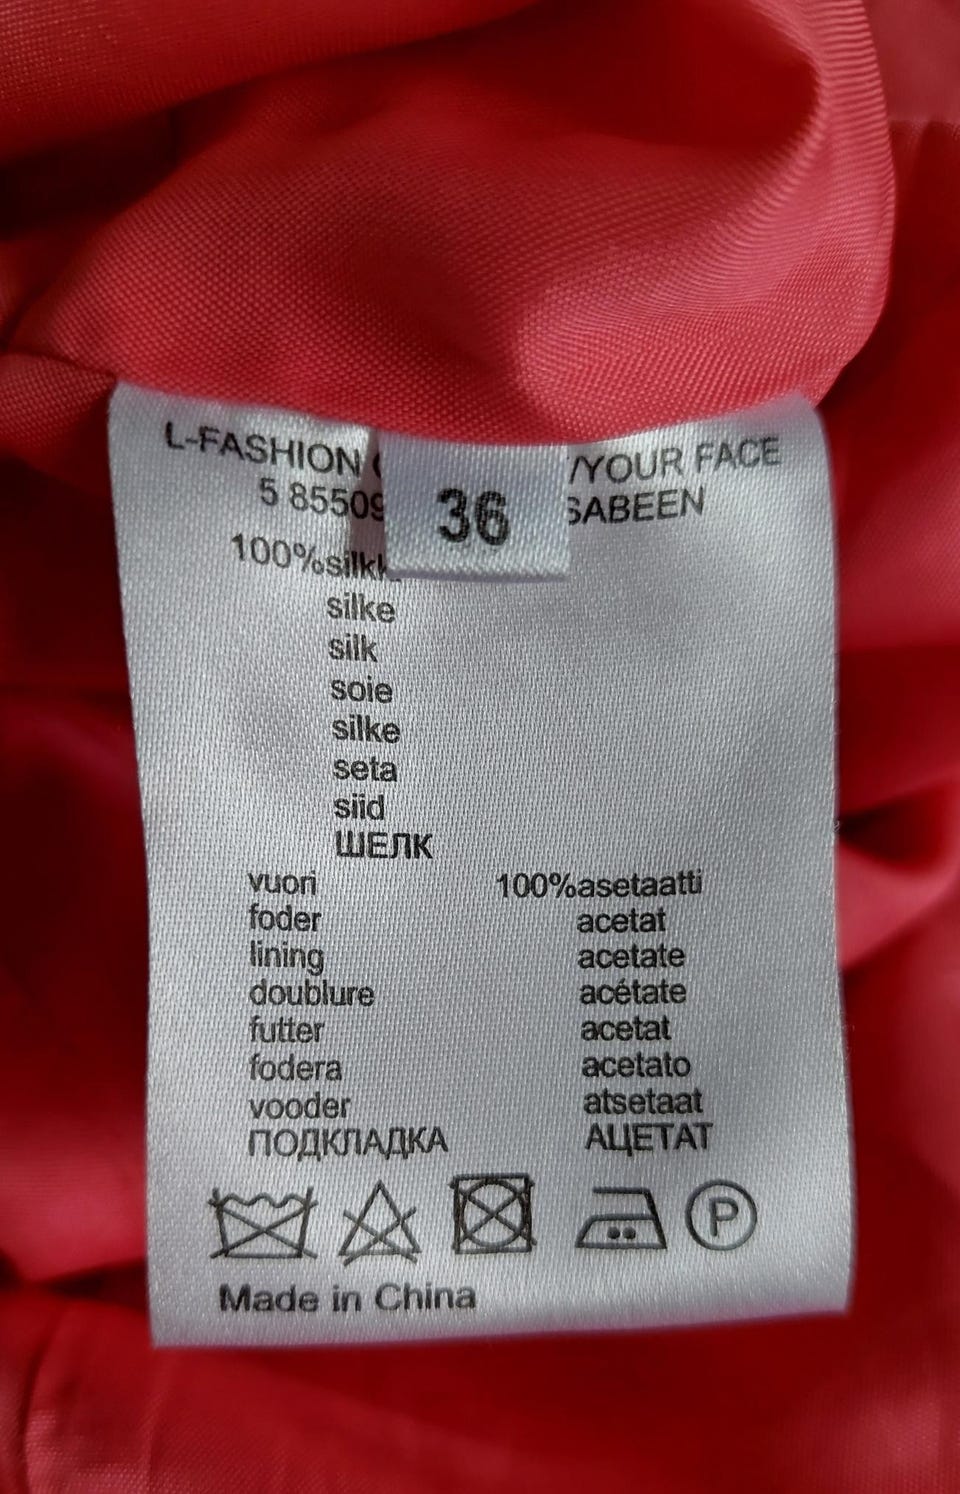 L-FASHION /YOUR FACE
5 85509 SABEEN
36
100%silkk
silke
silk
soie
silke
seta
siid
ШЕЛК
vuori 100%asetaatti
foder acetat
lining acetate
doublure acétate
futter acetat
fodera acetato
vooder atsetaat
ПОДКЛАДКА АЦЕТАТ
P
Made in China